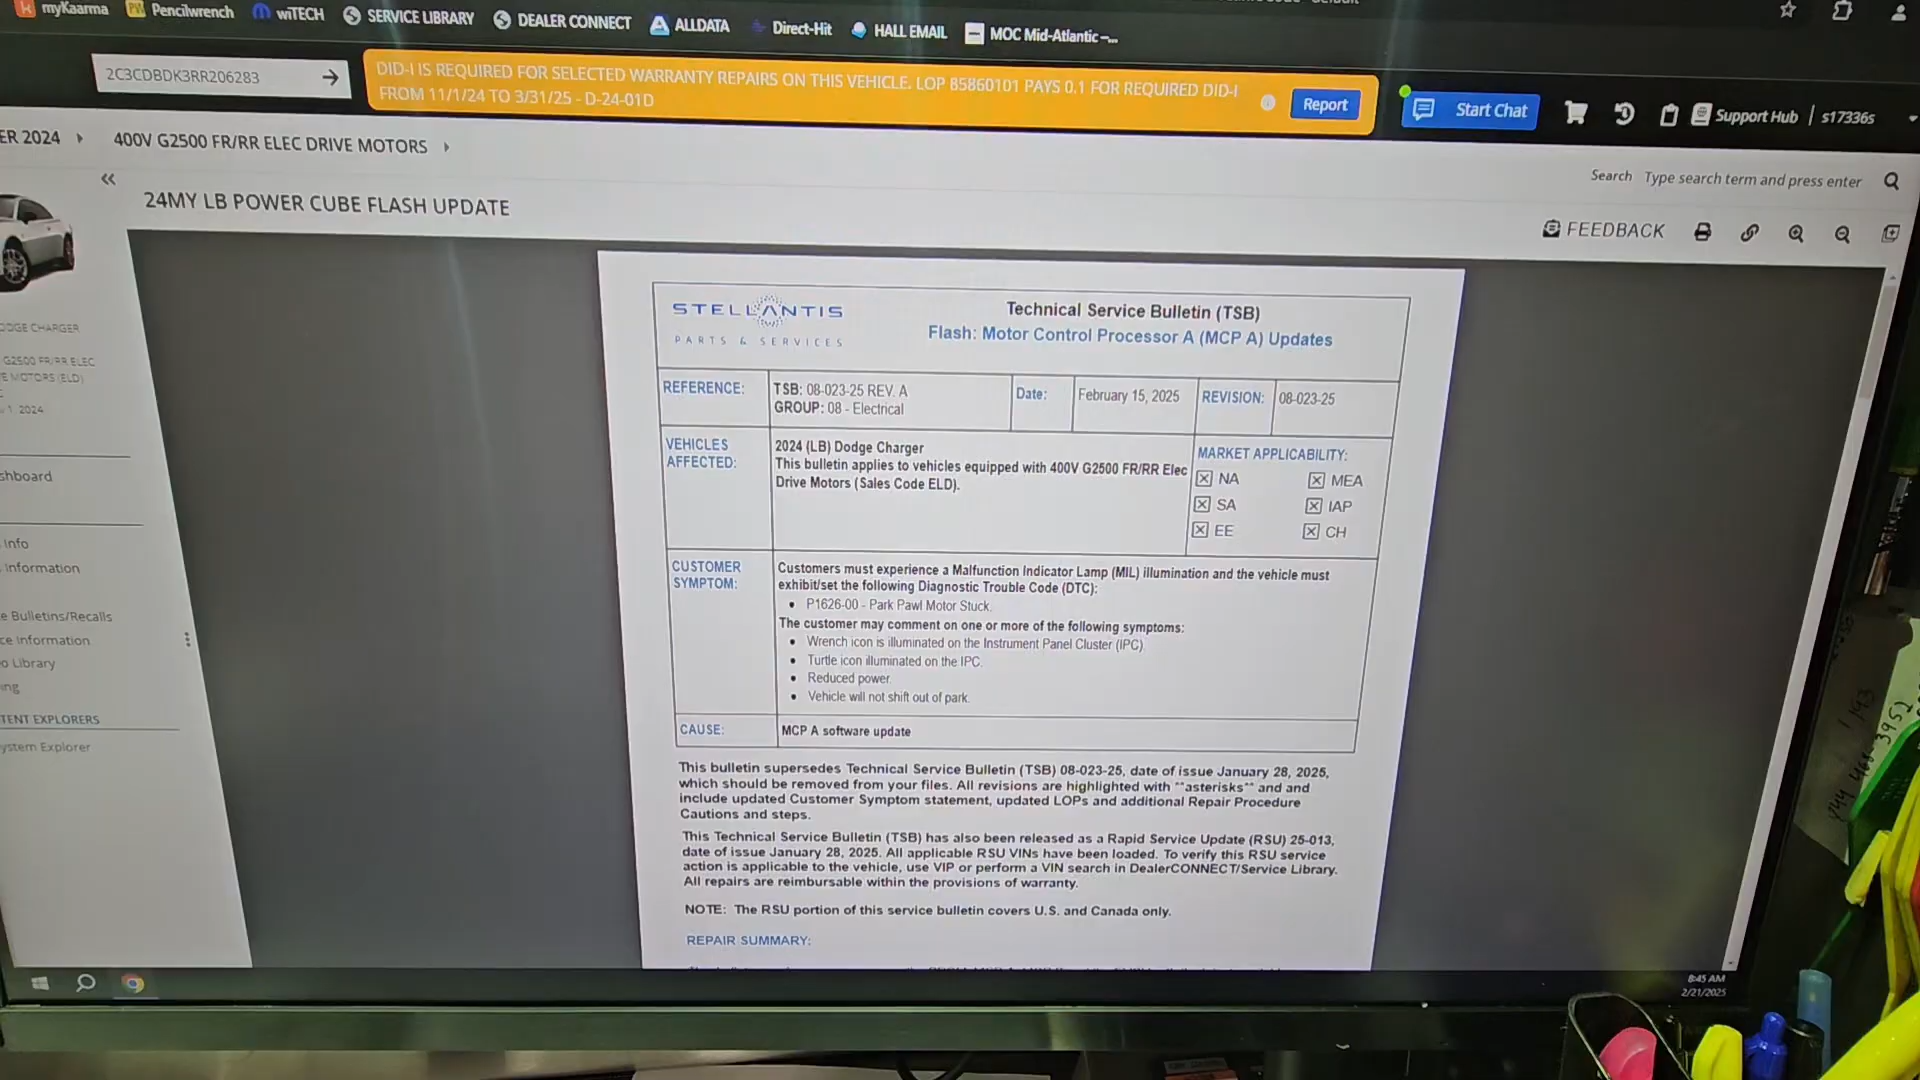 myKaarma
Pencilwrench
wiTECH
SERVICE LIBRARY
DEALER CONNECT
ALLDATA
Direct-Hit
HALL EMAIL
MOC Mid-Atlantic –...
2C3CDBDK3RR206283
DID-I IS REQUIRED FOR SELECTED WARRANTY REPAIRS ON THIS VEHICLE. LOP 85860101 PAYS 0.1 FOR REQUIRED DID-I
FROM 11/1/24 TO 3/31/25 - D-24-01D
Report
Start Chat
Support Hub
s17336s
ER 2024
400V G2500 FR/RR ELEC DRIVE MOTORS
Search
Type search term and press enter
24MY LB POWER CUBE FLASH UPDATE
FEEDBACK
DODGE CHARGER
G2500 FR/RR ELEC
E MOTORS (ELD)
1, 2024
shboard
Info
Information
e Bulletins/Recalls
ce Information
o Library
ing
TENT EXPLORERS
ystem Explorer
STELLANTIS
PARTS & SERVICES
Technical Service Bulletin (TSB)
Flash: Motor Control Processor A (MCP A) Updates
REFERENCE:
TSB: 08-023-25 REV. A
GROUP: 08 - Electrical
Date:
February 15, 2025
REVISION:
08-023-25
VEHICLES
AFFECTED:
2024 (LB) Dodge Charger
This bulletin applies to vehicles equipped with 400V G2500 FR/RR Elec
Drive Motors (Sales Code ELD).
MARKET APPLICABILITY:
NA
MEA
SA
IAP
EE
CH
CUSTOMER
SYMPTOM:
Customers must experience a Malfunction Indicator Lamp (MIL) illumination and the vehicle must
exhibit/set the following Diagnostic Trouble Code (DTC):
• P1626-00 - Park Pawl Motor Stuck.
The customer may comment on one or more of the following symptoms:
• Wrench icon is illuminated on the Instrument Panel Cluster (IPC).
• Turtle icon illuminated on the IPC.
• Reduced power.
• Vehicle will not shift out of park.
CAUSE:
MCP A software update
This bulletin supersedes Technical Service Bulletin (TSB) 08-023-25, date of issue January 28, 2025,
which should be removed from your files. All revisions are highlighted with **asterisks** and and
include updated Customer Symptom statement, updated LOPs and additional Repair Procedure
Cautions and steps.
This Technical Service Bulletin (TSB) has also been released as a Rapid Service Update (RSU) 25-013,
date of issue January 28, 2025. All applicable RSU VINs have been loaded. To verify this RSU service
action is applicable to the vehicle, use VIP or perform a VIN search in DealerCONNECT/Service Library.
All repairs are reimbursable within the provisions of warranty.
NOTE: The RSU portion of this service bulletin covers U.S. and Canada only.
REPAIR SUMMARY:
8:45 AM
2/21/2025